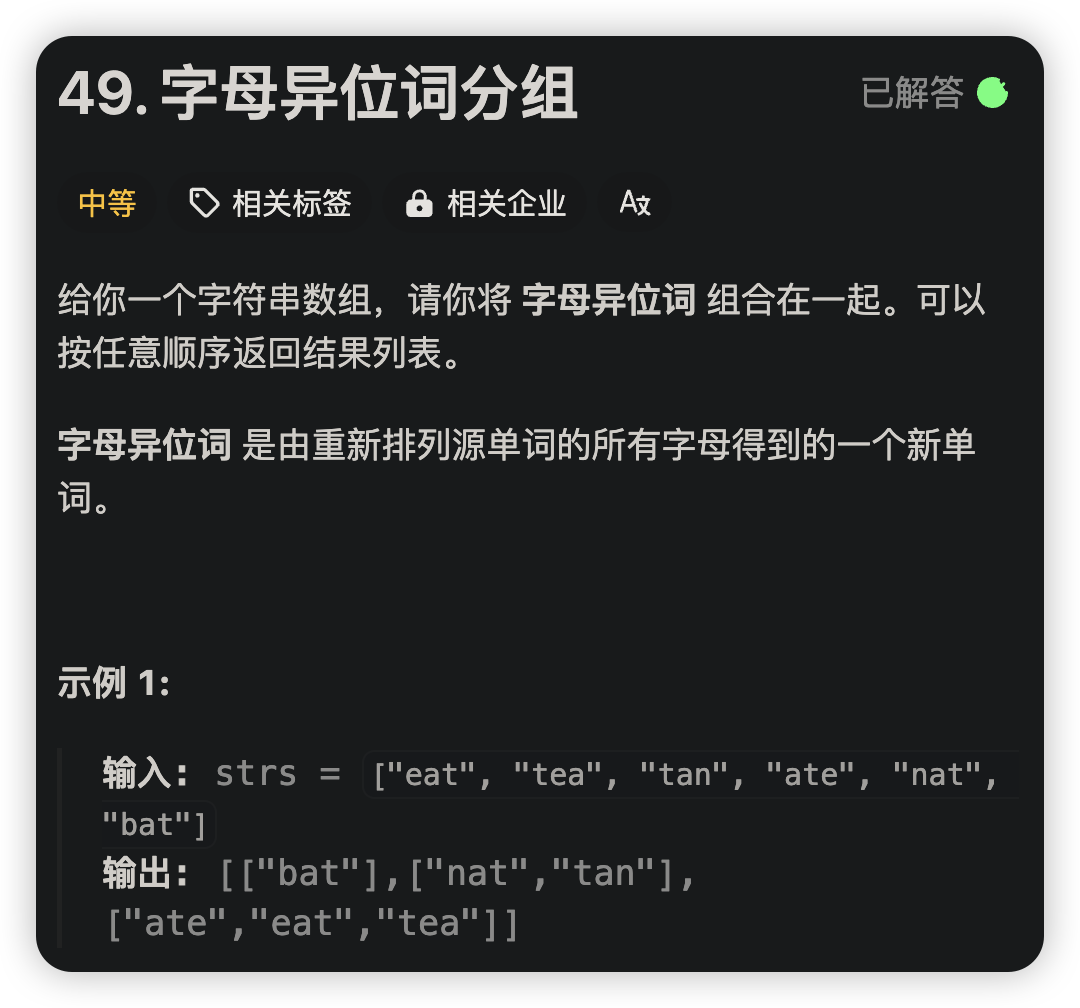 49. 字母异位词分组 已解答
中等 相关标签 相关企业 A文
给你一个字符串数组，请你将 字母异位词 组合在一起。可以
按任意顺序返回结果列表。
字母异位词 是由重新排列源单词的所有字母得到的一个新单
词。
示例 1:
输入: strs = ["eat", "tea", "tan", "ate", "nat",
"bat"]
输出: [["bat"],["nat","tan"],
["ate","eat","tea"]]